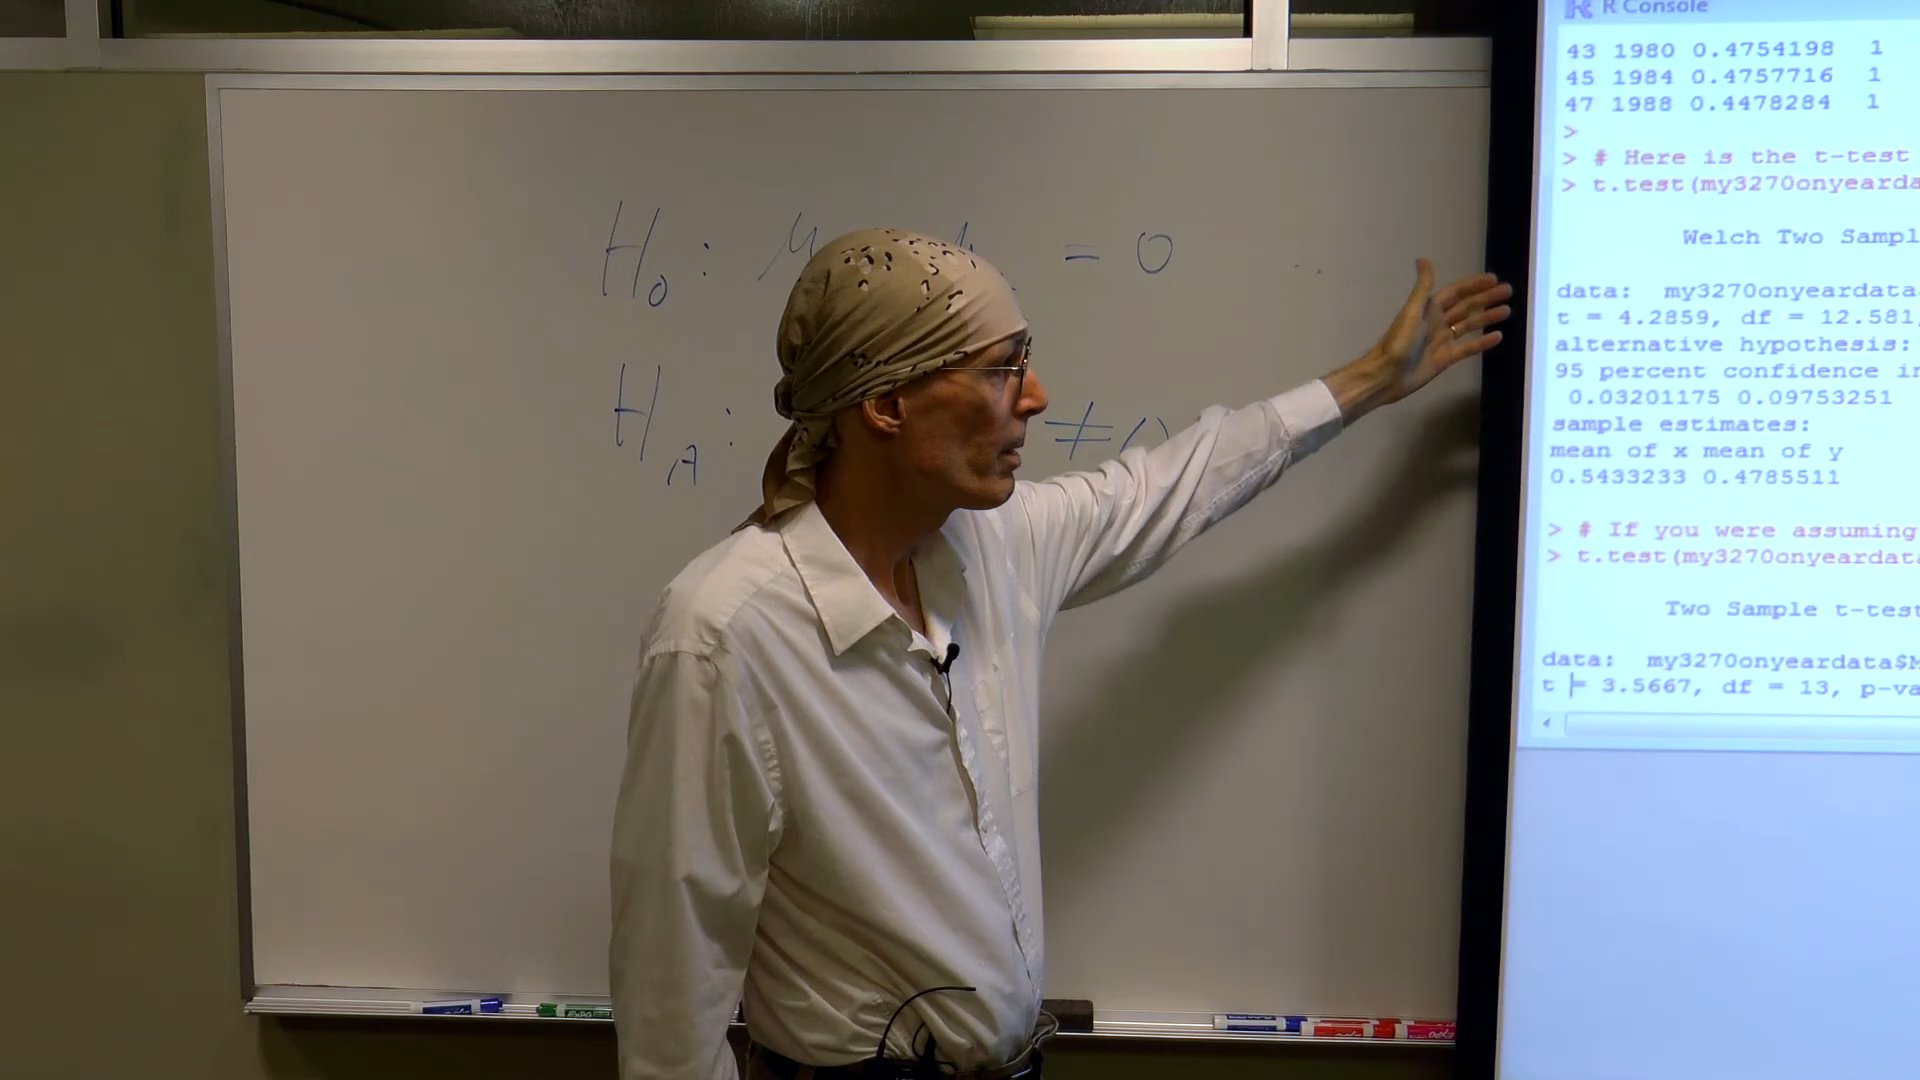 H₀: μ = 0
H_A: ≠ 0
R Console
43 1980 0.4754198 1
45 1984 0.4757716 1
47 1988 0.4478284 1
>
> # Here is the t-test
> t.test(my3270onyearda
Welch Two Sampl
data: my3270onyeardata
t = 4.2859, df = 12.581,
alternative hypothesis:
95 percent confidence in
0.03201175 0.09753251
sample estimates:
mean of x mean of y
0.5433233 0.4785511
> # If you were assuming
> t.test(my3270onyeardat
Two Sample t-test
data: my3270onyeardata$M
t = 3.5667, df = 13, p-va